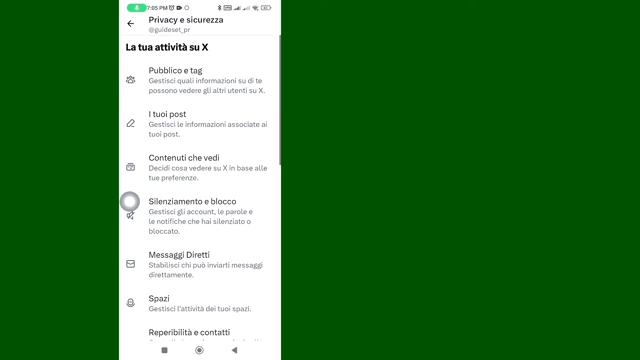 7:05 PM
Privacy e sicurezza
@guideset_pr
La tua attività su X
Pubblico e tag
Gestisci quali informazioni su di te
possono vedere gli altri utenti su X.
I tuoi post
Gestisci le informazioni associate ai
tuoi post.
Contenuti che vedi
Decidi cosa vedere su X in base alle
tue preferenze.
Silenziamento e blocco
Gestisci gli account, le parole e
le notifiche che hai silenziato o
bloccato.
Messaggi Diretti
Stabilisci chi può inviarti messaggi
direttamente.
Spazi
Gestisci l'attività dei tuoi spazi.
Reperibilità e contatti